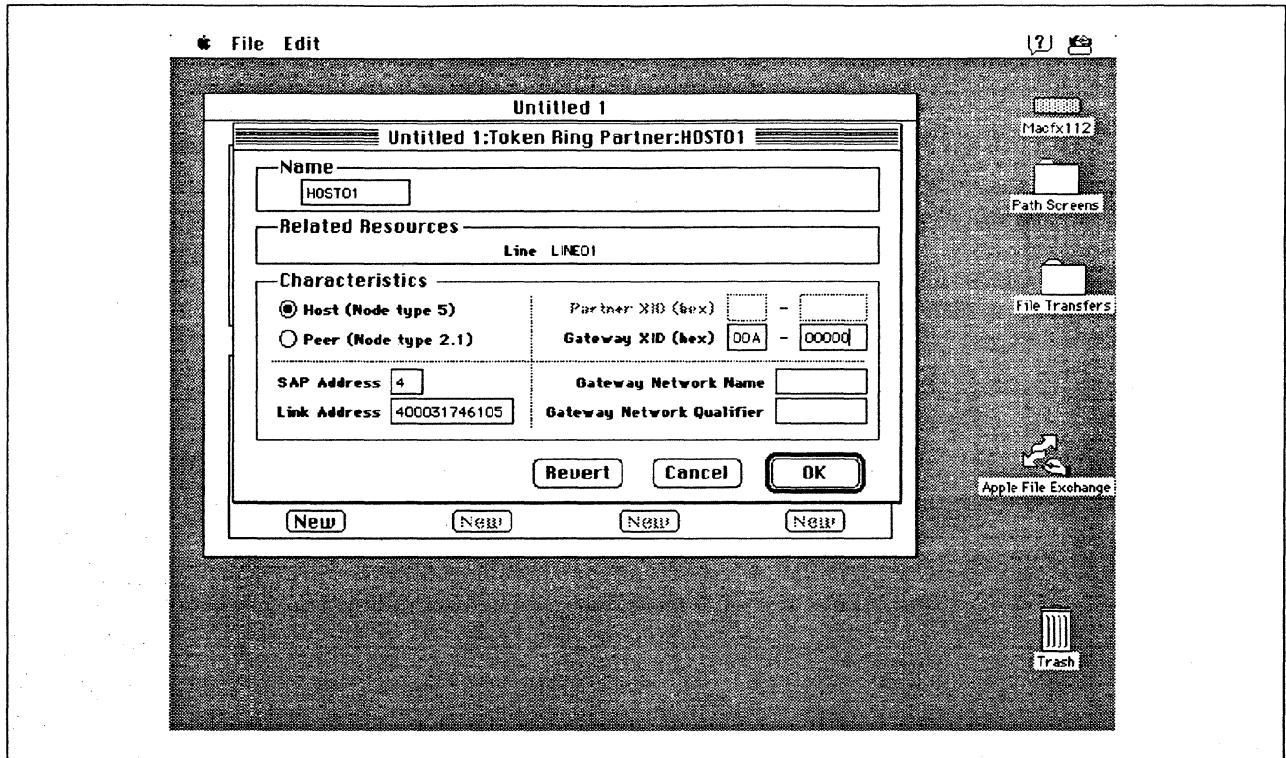 File Edit
Untitled 1
Untitled 1:Token Ring Partner:HOST01
Name
HOST01
Related Resources
Line LINE01
Characteristics
Host (Node type 5)
Peer (Node type 2.1)
Partner XID (hex) -
Gateway XID (hex) 00A - 00000
SAP Address 4
Link Address 400031746105
Gateway Network Name
Gateway Network Qualifier
Revert Cancel OK
New New New New
Macfx112
Path Screens
File Transfers
Apple File Exchange
Trash